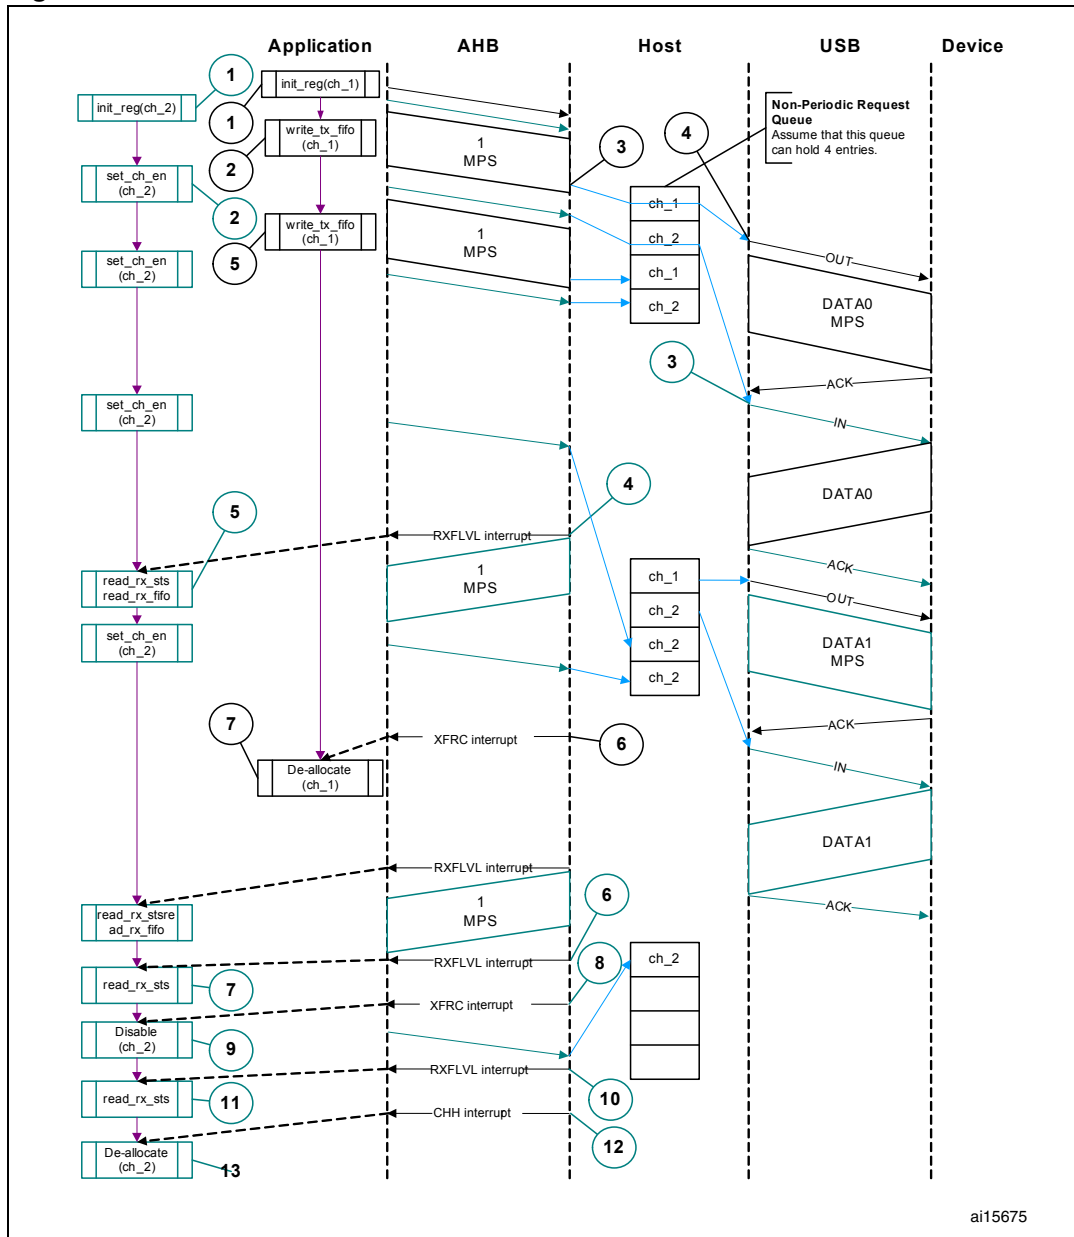 Application AHB Host USB Device
1
init_reg(ch_2)
init_reg(ch_1)
1
Non-Periodic Request
Queue
Assume that this queue
can hold 4 entries.
write_tx_fifo
(ch_1)
2
1
MPS
3
4
set_ch_en
(ch_2)
2
ch_1
write_tx_fifo
(ch_1)
5
1
MPS
ch_2
set_ch_en
(ch_2)
ch_1
OUT
ch_2
DATA0
MPS
3
ACK
set_ch_en
(ch_2)
IN
4
DATA0
5
RXFLVL interrupt
read_rx_sts
read_rx_fifo
1
MPS
ch_1
ACK
OUT
ch_2
set_ch_en
(ch_2)
ch_2
DATA1
MPS
ch_2
7
XFRC interrupt
6
ACK
De-allocate
(ch_1)
IN
DATA1
RXFLVL interrupt
6
read_rx_stsre
ad_rx_fifo
1
MPS
ACK
RXFLVL interrupt
8
ch_2
read_rx_sts
7
XFRC interrupt
Disable
(ch_2)
9
RXFLVL interrupt
read_rx_sts
11
10
CHH interrupt
12
De-allocate
(ch_2)
13
ai15675